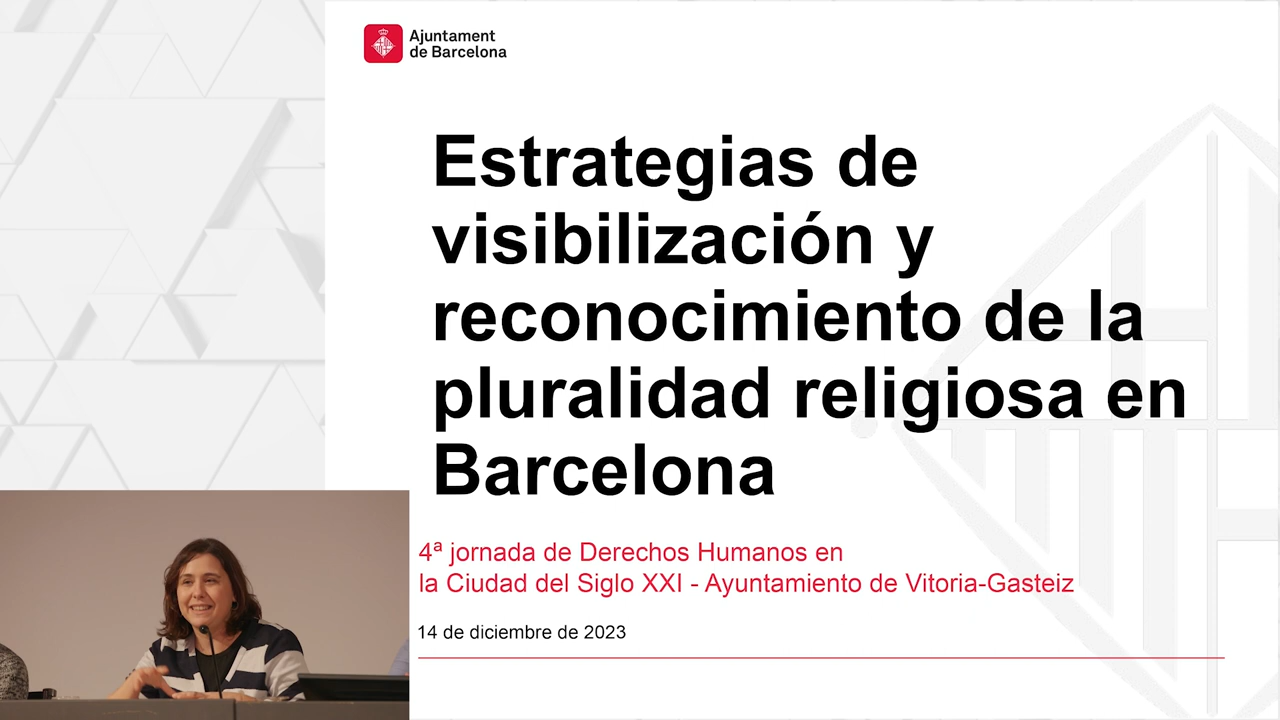 Ajuntament
de Barcelona
Estrategias de
visibilización y
reconocimiento de la
pluralidad religiosa en
Barcelona
4ª jornada de Derechos Humanos en
la Ciudad del Siglo XXI - Ayuntamiento de Vitoria-Gasteiz
14 de diciembre de 2023